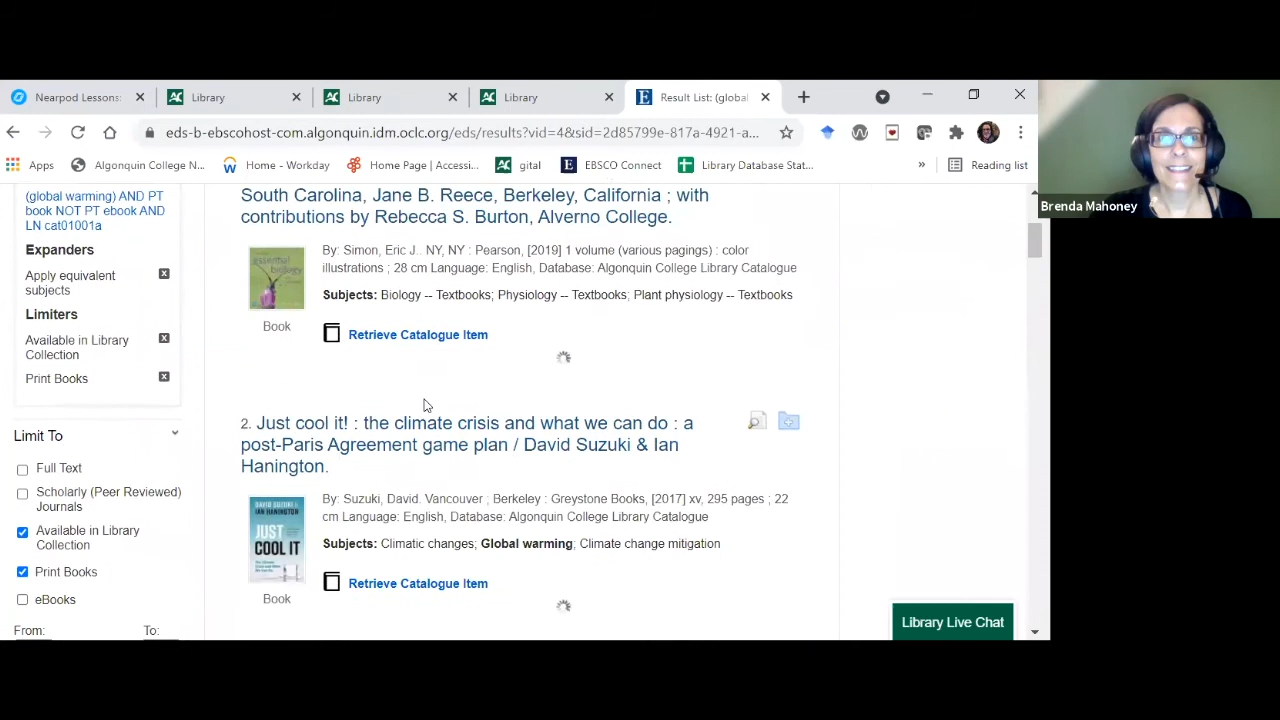 Nearpod Lessons:
Library
Library
Library
Result List: (global
eds-b-ebscohost-com.algonquin.idm.oclc.org/eds/results?vid=4&sid=2d85799e-817a-4921-a...
Apps
Algonquin College N...
Home - Workday
Home Page | Accessi...
gital
EBSCO Connect
Library Database Stat...
»
Reading list
Brenda Mahoney
(global warming) AND PT
book NOT PT ebook AND
LN cat01001a
Expanders
Apply equivalent
subjects
Limiters
Available in Library
Collection
Print Books
Limit To
Full Text
Scholarly (Peer Reviewed)
Journals
Available in Library
Collection
Print Books
eBooks
From:
To:
South Carolina, Jane B. Reece, Berkeley, California ; with
contributions by Rebecca S. Burton, Alverno College.
essential
biology
Book
By: Simon, Eric J.. NY, NY : Pearson, [2019] 1 volume (various pagings) : color
illustrations ; 28 cm Language: English, Database: Algonquin College Library Catalogue
Subjects: Biology -- Textbooks; Physiology -- Textbooks; Plant physiology -- Textbooks
Retrieve Catalogue Item
2. Just cool it! : the climate crisis and what we can do : a
post-Paris Agreement game plan / David Suzuki & Ian
Hanington.
DAVID SUZUKI &
IAN HANINGTON
JUST
COOL IT
Book
By: Suzuki, David. Vancouver ; Berkeley : Greystone Books, [2017] xv, 295 pages ; 22
cm Language: English, Database: Algonquin College Library Catalogue
Subjects: Climatic changes; Global warming; Climate change mitigation
Retrieve Catalogue Item
Library Live Chat